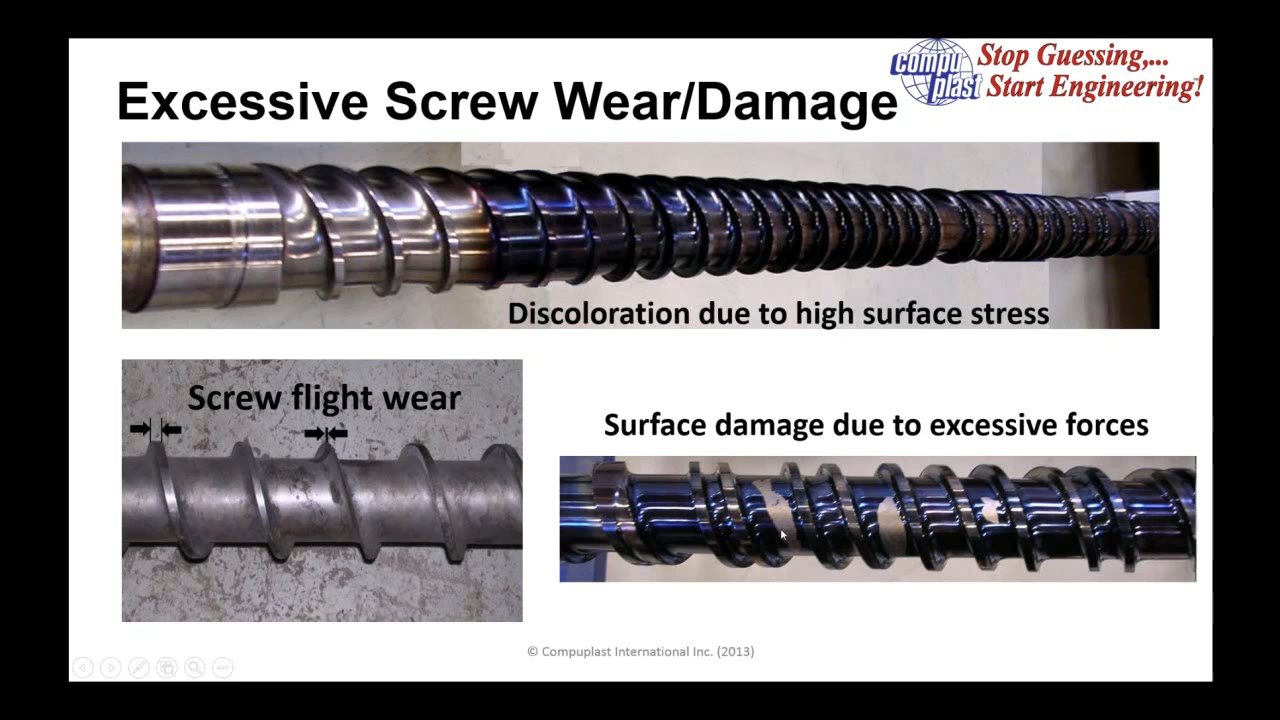 compu
plast
Stop Guessing,...
Start Engineering!
Excessive Screw Wear/Damage
Discoloration due to high surface stress
Screw flight wear
Surface damage due to excessive forces
© Compuplast International Inc. (2013)